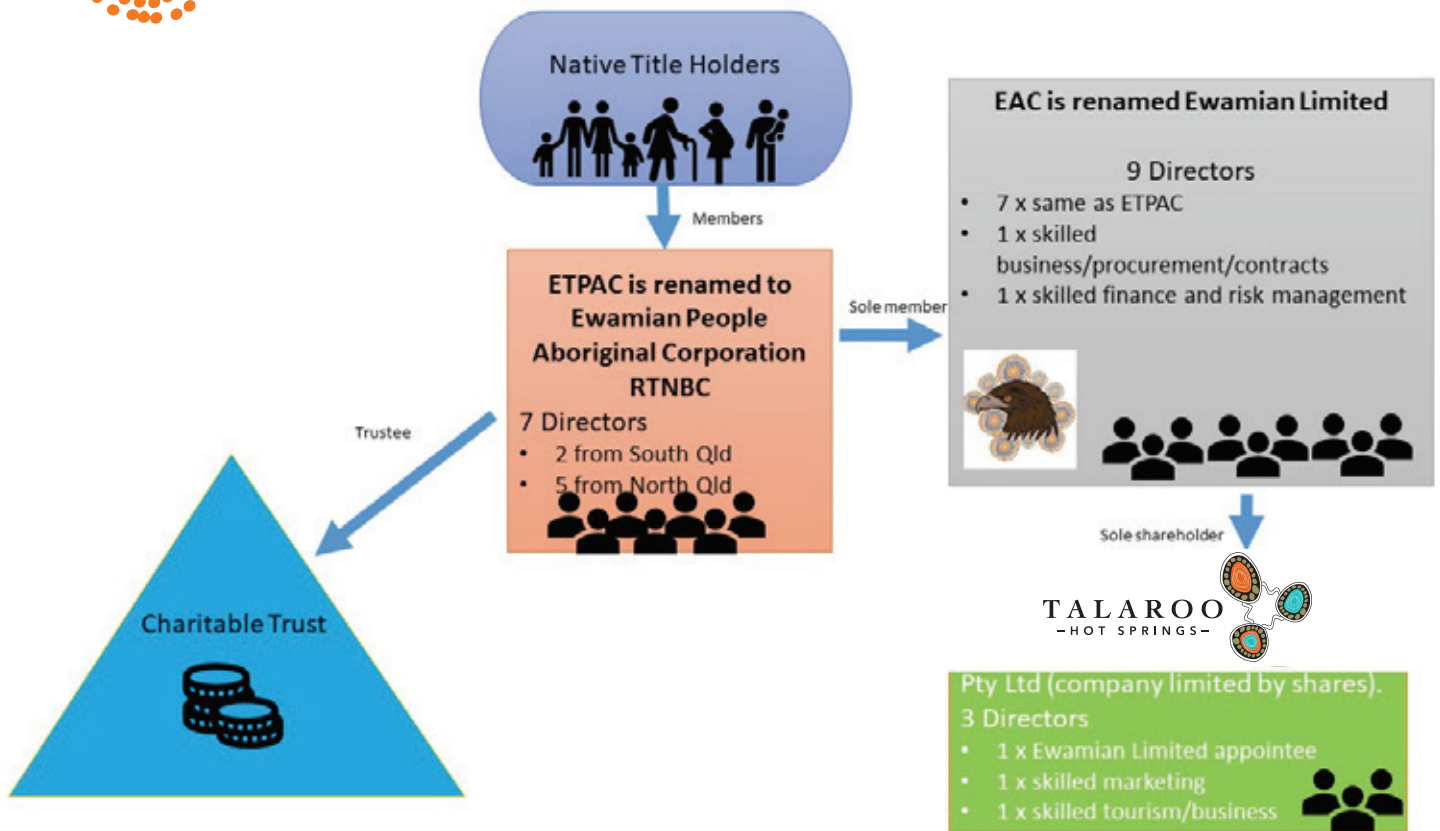 Native Title Holders
Members
ETPAC is renamed to
Ewamian People
Aboriginal Corporation
RTNBC
7 Directors
• 2 from South Qld
• 5 from North Qld
Trustee
Charitable Trust
Sole member
EAC is renamed Ewamian Limited
9 Directors
• 7 x same as ETPAC
• 1 x skilled
business/procurement/contracts
• 1 x skilled finance and risk management
Sole shareholder
TALAROO
–HOT SPRINGS–
Pty Ltd (company limited by shares).
3 Directors
• 1 x Ewamian Limited appointee
• 1 x skilled marketing
• 1 x skilled tourism/business